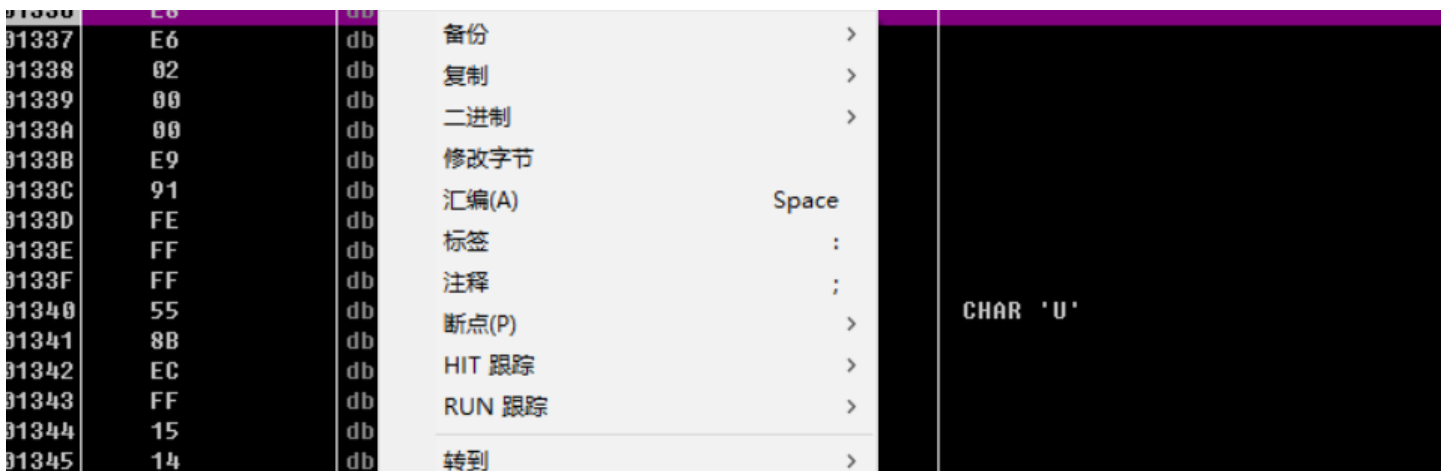 01336 E8 db
01337 E6 db 备份 >
01338 02 db 复制 >
01339 00 db
0133A 00 db 二进制 >
0133B E9 db 修改字节
0133C 91 db 汇编(A) Space
0133D FE db
0133E FF db 标签 :
0133F FF db 注释 ;
01340 55 db CHAR 'U'
01341 8B db 断点(P) >
01342 EC db HIT 跟踪 >
01343 FF db RUN 跟踪 >
01344 15 db
01345 14 db 转到 >